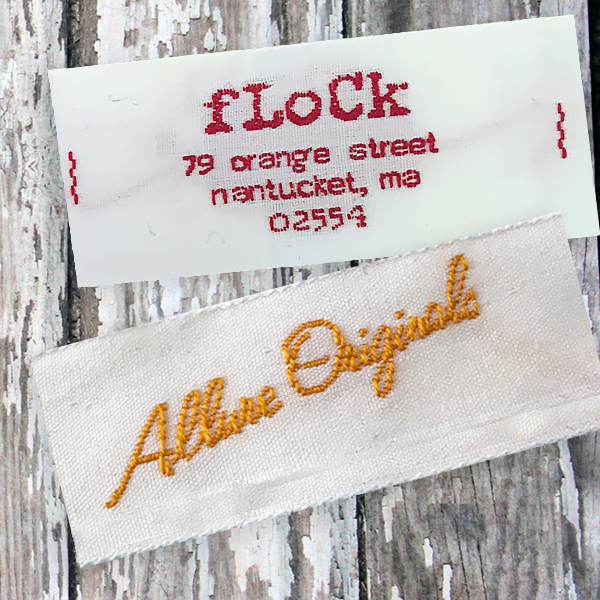 fLoCk
79 orange street
nantucket, ma
02554
Allure Originals